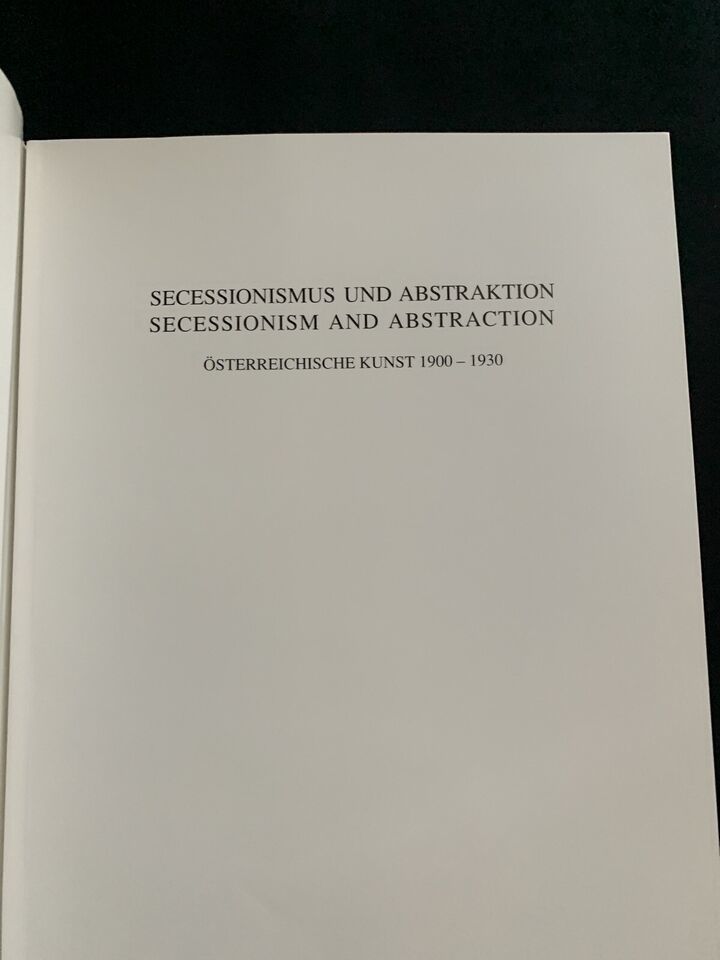 SECESSIONISMUS UND ABSTRAKTION
SECESSIONISM AND ABSTRACTION
ÖSTERREICHISCHE KUNST 1900 – 1930